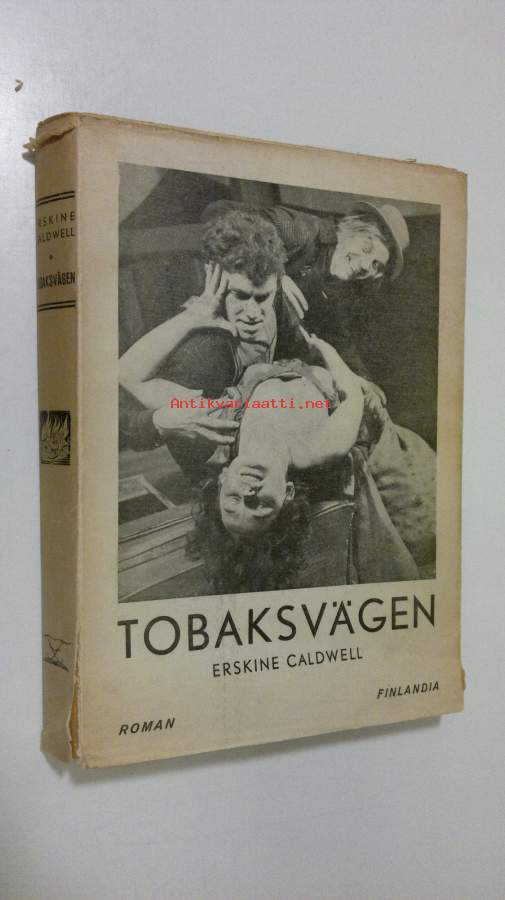 ERSKINE
CALDWELL
TOBAKSVÄGEN
Antikvariaatti.net
TOBAKSVÄGEN
ERSKINE CALDWELL
ROMAN
FINLANDIA